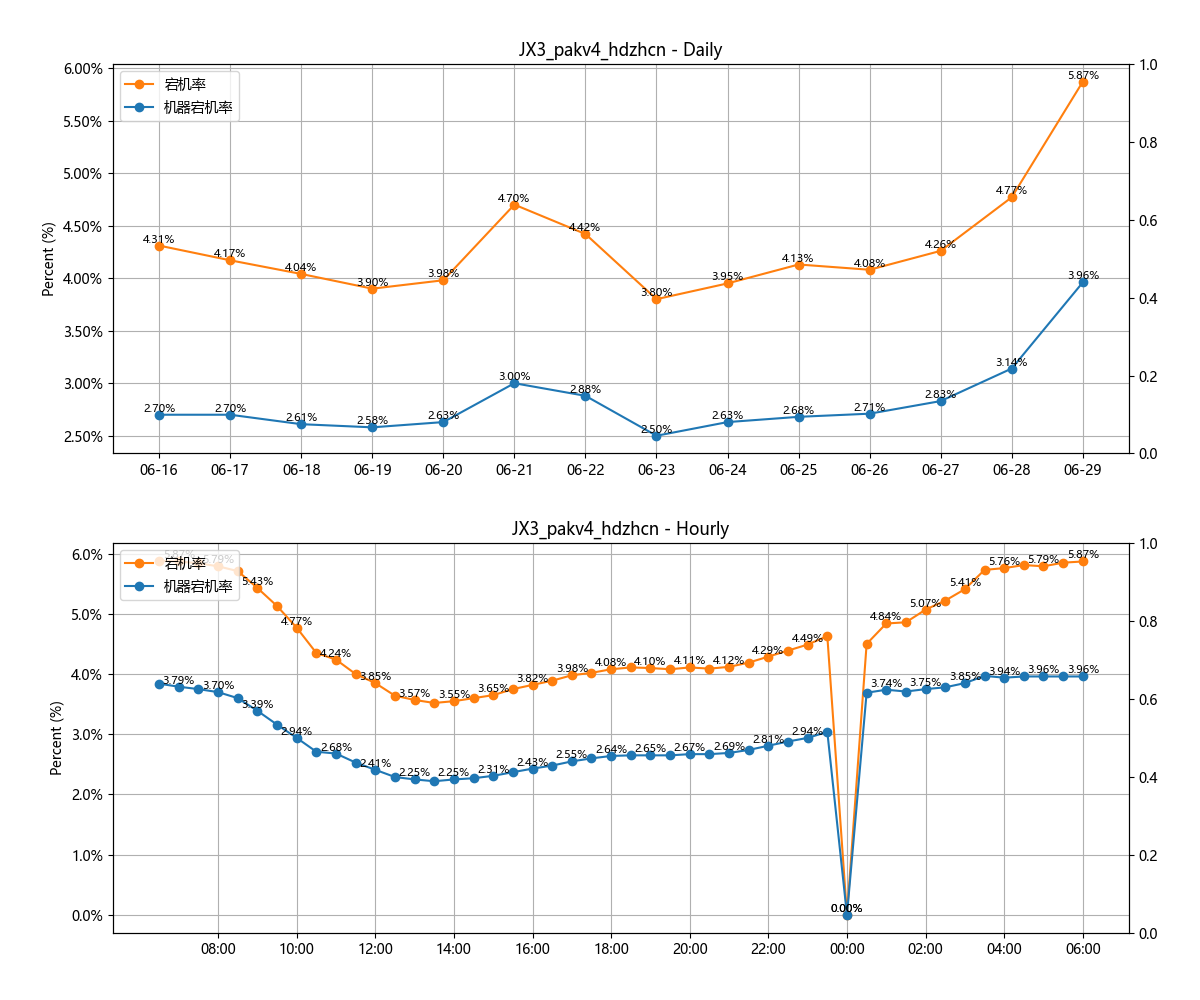 JX3_pakv4_hdzhcn - Daily
宕机率
机器宕机率
Percent (%)
6.00%
5.50%
5.00%
4.50%
4.00%
3.50%
3.00%
2.50%
1.0
0.8
0.6
0.4
0.2
0.0
4.31% 4.17% 4.04% 3.90% 3.98% 4.70% 4.42% 3.80% 3.95% 4.13% 4.08% 4.26% 4.77% 5.87%
2.70% 2.70% 2.61% 2.58% 2.63% 3.00% 2.88% 2.50% 2.63% 2.68% 2.71% 2.83% 3.14% 3.96%
06-16 06-17 06-18 06-19 06-20 06-21 06-22 06-23 06-24 06-25 06-26 06-27 06-28 06-29
JX3_pakv4_hdzhcn - Hourly
宕机率
机器宕机率
Percent (%)
6.0%
5.0%
4.0%
3.0%
2.0%
1.0%
0.0%
1.0
0.8
0.6
0.4
0.2
0.0
5.87% 5.79% 5.43% 4.77% 4.24% 3.85% 3.57% 3.55% 3.65% 3.82% 3.98% 4.08% 4.10% 4.11% 4.12% 4.29% 4.49% 0.00% 4.84% 5.07% 5.41% 5.76% 5.79% 5.87%
3.79% 3.70% 3.39% 2.94% 2.68% 2.41% 2.25% 2.25% 2.31% 2.43% 2.55% 2.64% 2.65% 2.67% 2.69% 2.81% 2.94% 0.00% 3.74% 3.75% 3.85% 3.94% 3.96% 3.96%
08:00 10:00 12:00 14:00 16:00 18:00 20:00 22:00 00:00 02:00 04:00 06:00